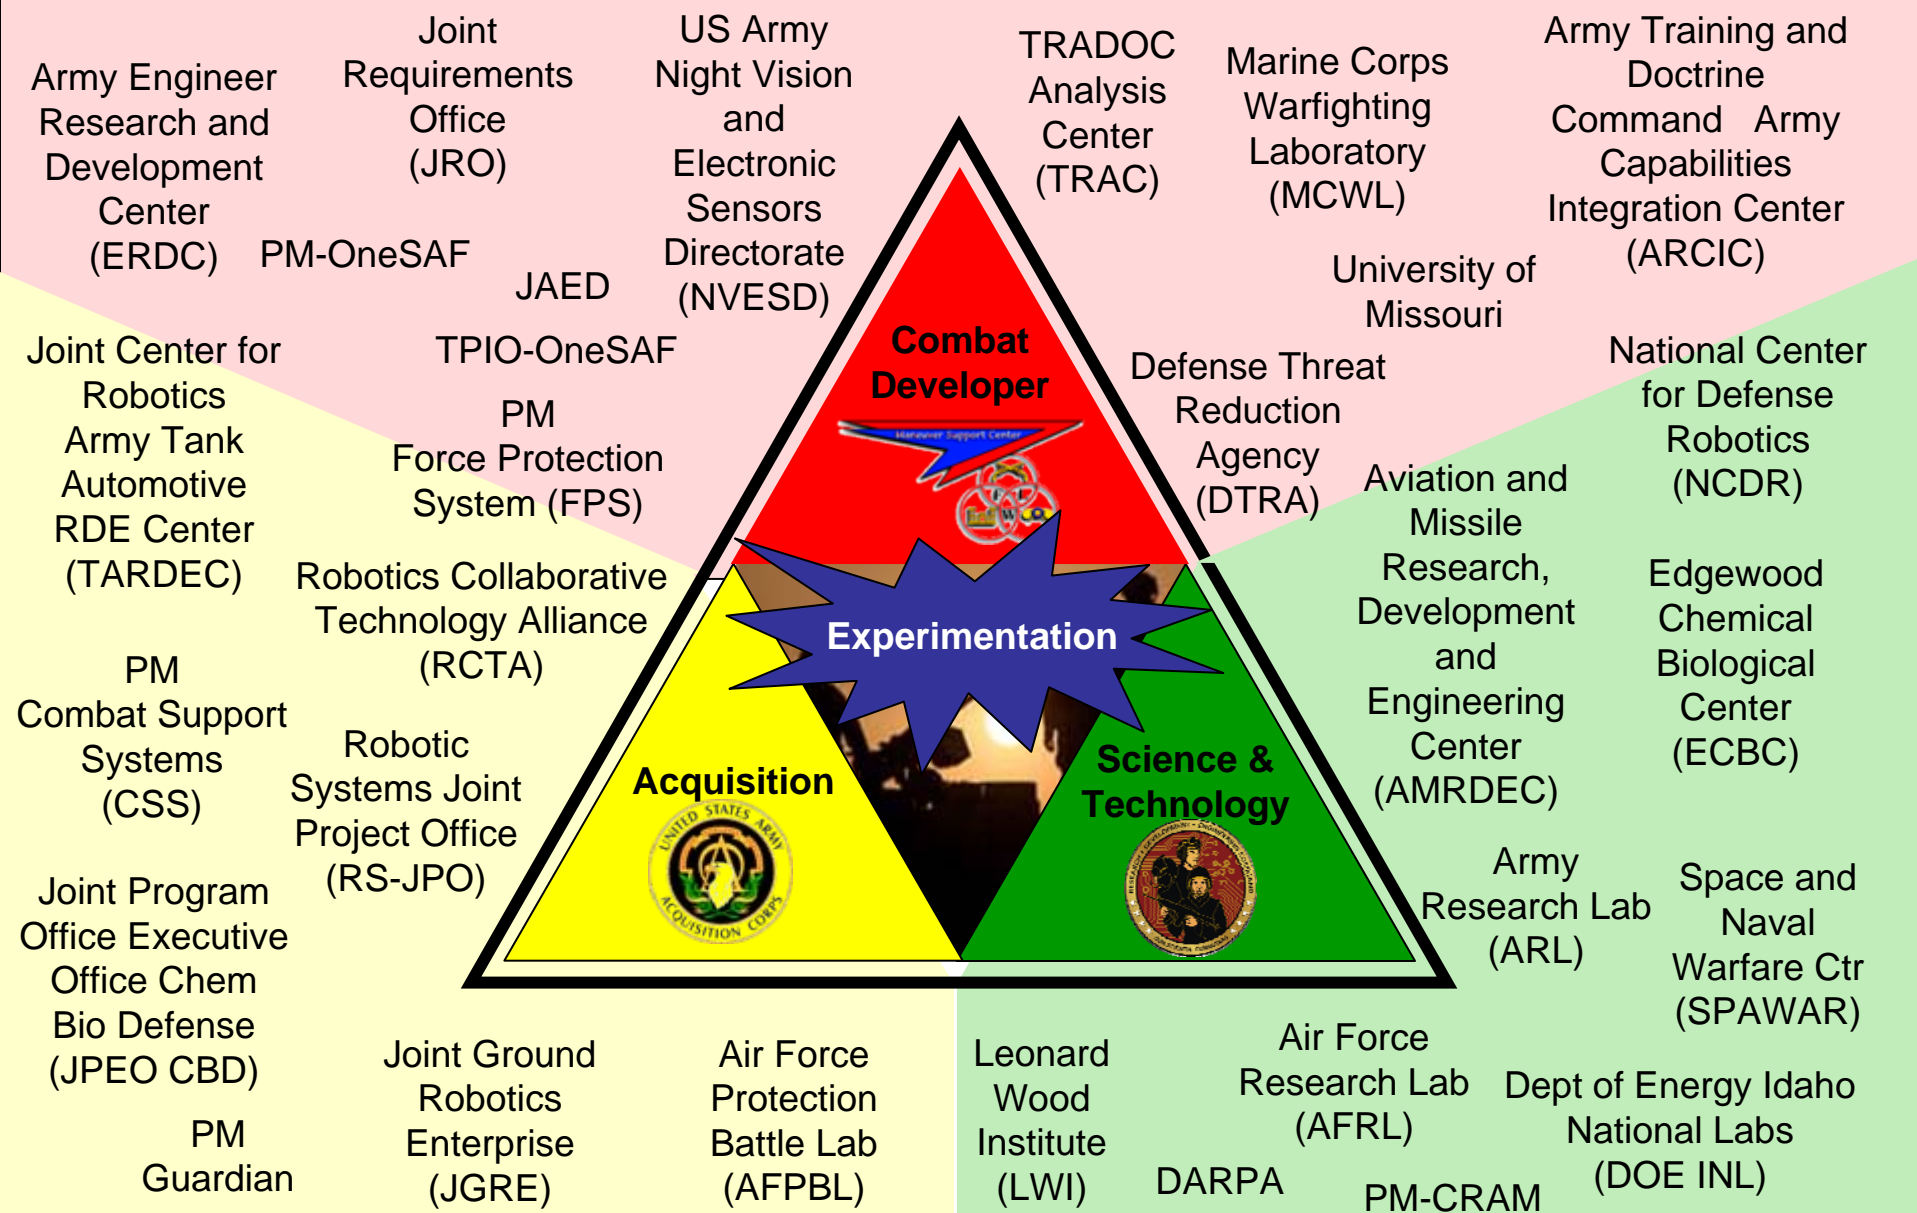 Army Engineer
Research and
Development
Center
(ERDC)
Joint
Requirements
Office
(JRO)
US Army
Night Vision
and
Electronic
Sensors
Directorate
(NVESD)
TRADOC
Analysis
Center
(TRAC)
Marine Corps
Warfighting
Laboratory
(MCWL)
Army Training and
Doctrine
Command Army
Capabilities
Integration Center
(ARCIC)
PM-OneSAF
JAED
University of
Missouri
Joint Center for
Robotics
Army Tank
Automotive
RDE Center
(TARDEC)
TPIO-OneSAF
PM
Force Protection
System (FPS)
Combat
Developer
Maneuver Support Center
Defense Threat
Reduction
Agency
(DTRA)
National Center
for Defense
Robotics
(NCDR)
Aviation and
Missile
Research,
Development
and
Engineering
Center
(AMRDEC)
Edgewood
Chemical
Biological
Center
(ECBC)
Robotics Collaborative
Technology Alliance
(RCTA)
Experimentation
PM
Combat Support
Systems
(CSS)
Robotic
Systems Joint
Project Office
(RS-JPO)
Acquisition
UNITED STATES ARMY
ACQUISITION CORPS
Science &
Technology
Army
Research Lab
(ARL)
Space and
Naval
Warfare Ctr
(SPAWAR)
Joint Program
Office Executive
Office Chem
Bio Defense
(JPEO CBD)
PM
Guardian
Joint Ground
Robotics
Enterprise
(JGRE)
Air Force
Protection
Battle Lab
(AFPBL)
Leonard
Wood
Institute
(LWI)
Air Force
Research Lab
(AFRL)
DARPA
Dept of Energy Idaho
National Labs
(DOE INL)
PM-CRAM